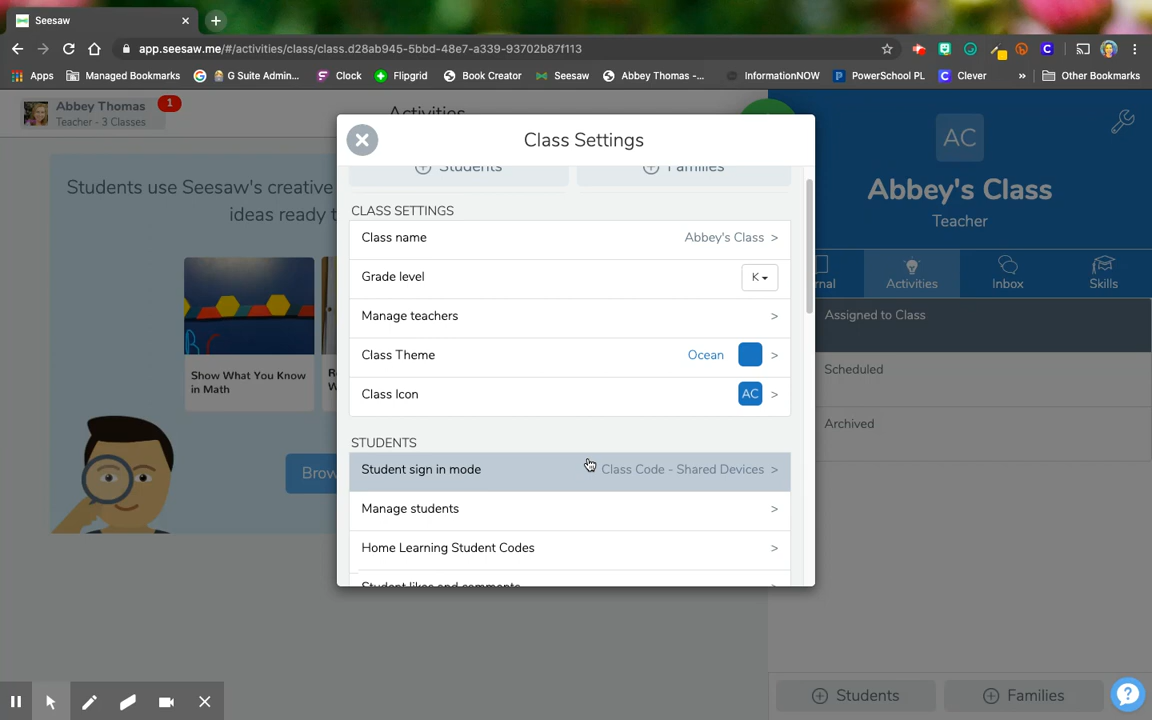 Seesaw
app.seesaw.me/#/activities/class/class.d28ab945-5bbd-48e7-a339-93702b87f113
Apps Managed Bookmarks G Suite Admin... Clock Flipgrid Book Creator Seesaw Abbey Thomas -... InformationNOW PowerSchool PL Clever » Other Bookmarks
Abbey Thomas 1
Teacher - 3 Classes
Activities
Students use Seesaw's creative
ideas ready t
Show What You Know
in Math
Brow
Class Settings
Students Families
CLASS SETTINGS
Class name Abbey's Class >
Grade level K
Manage teachers >
Class Theme Ocean >
Class Icon AC >
STUDENTS
Student sign in mode Class Code - Shared Devices >
Manage students >
Home Learning Student Codes >
Student likes and comments >
AC
Abbey's Class
Teacher
rnal Activities Inbox Skills
Assigned to Class
Scheduled
Archived
Students Families